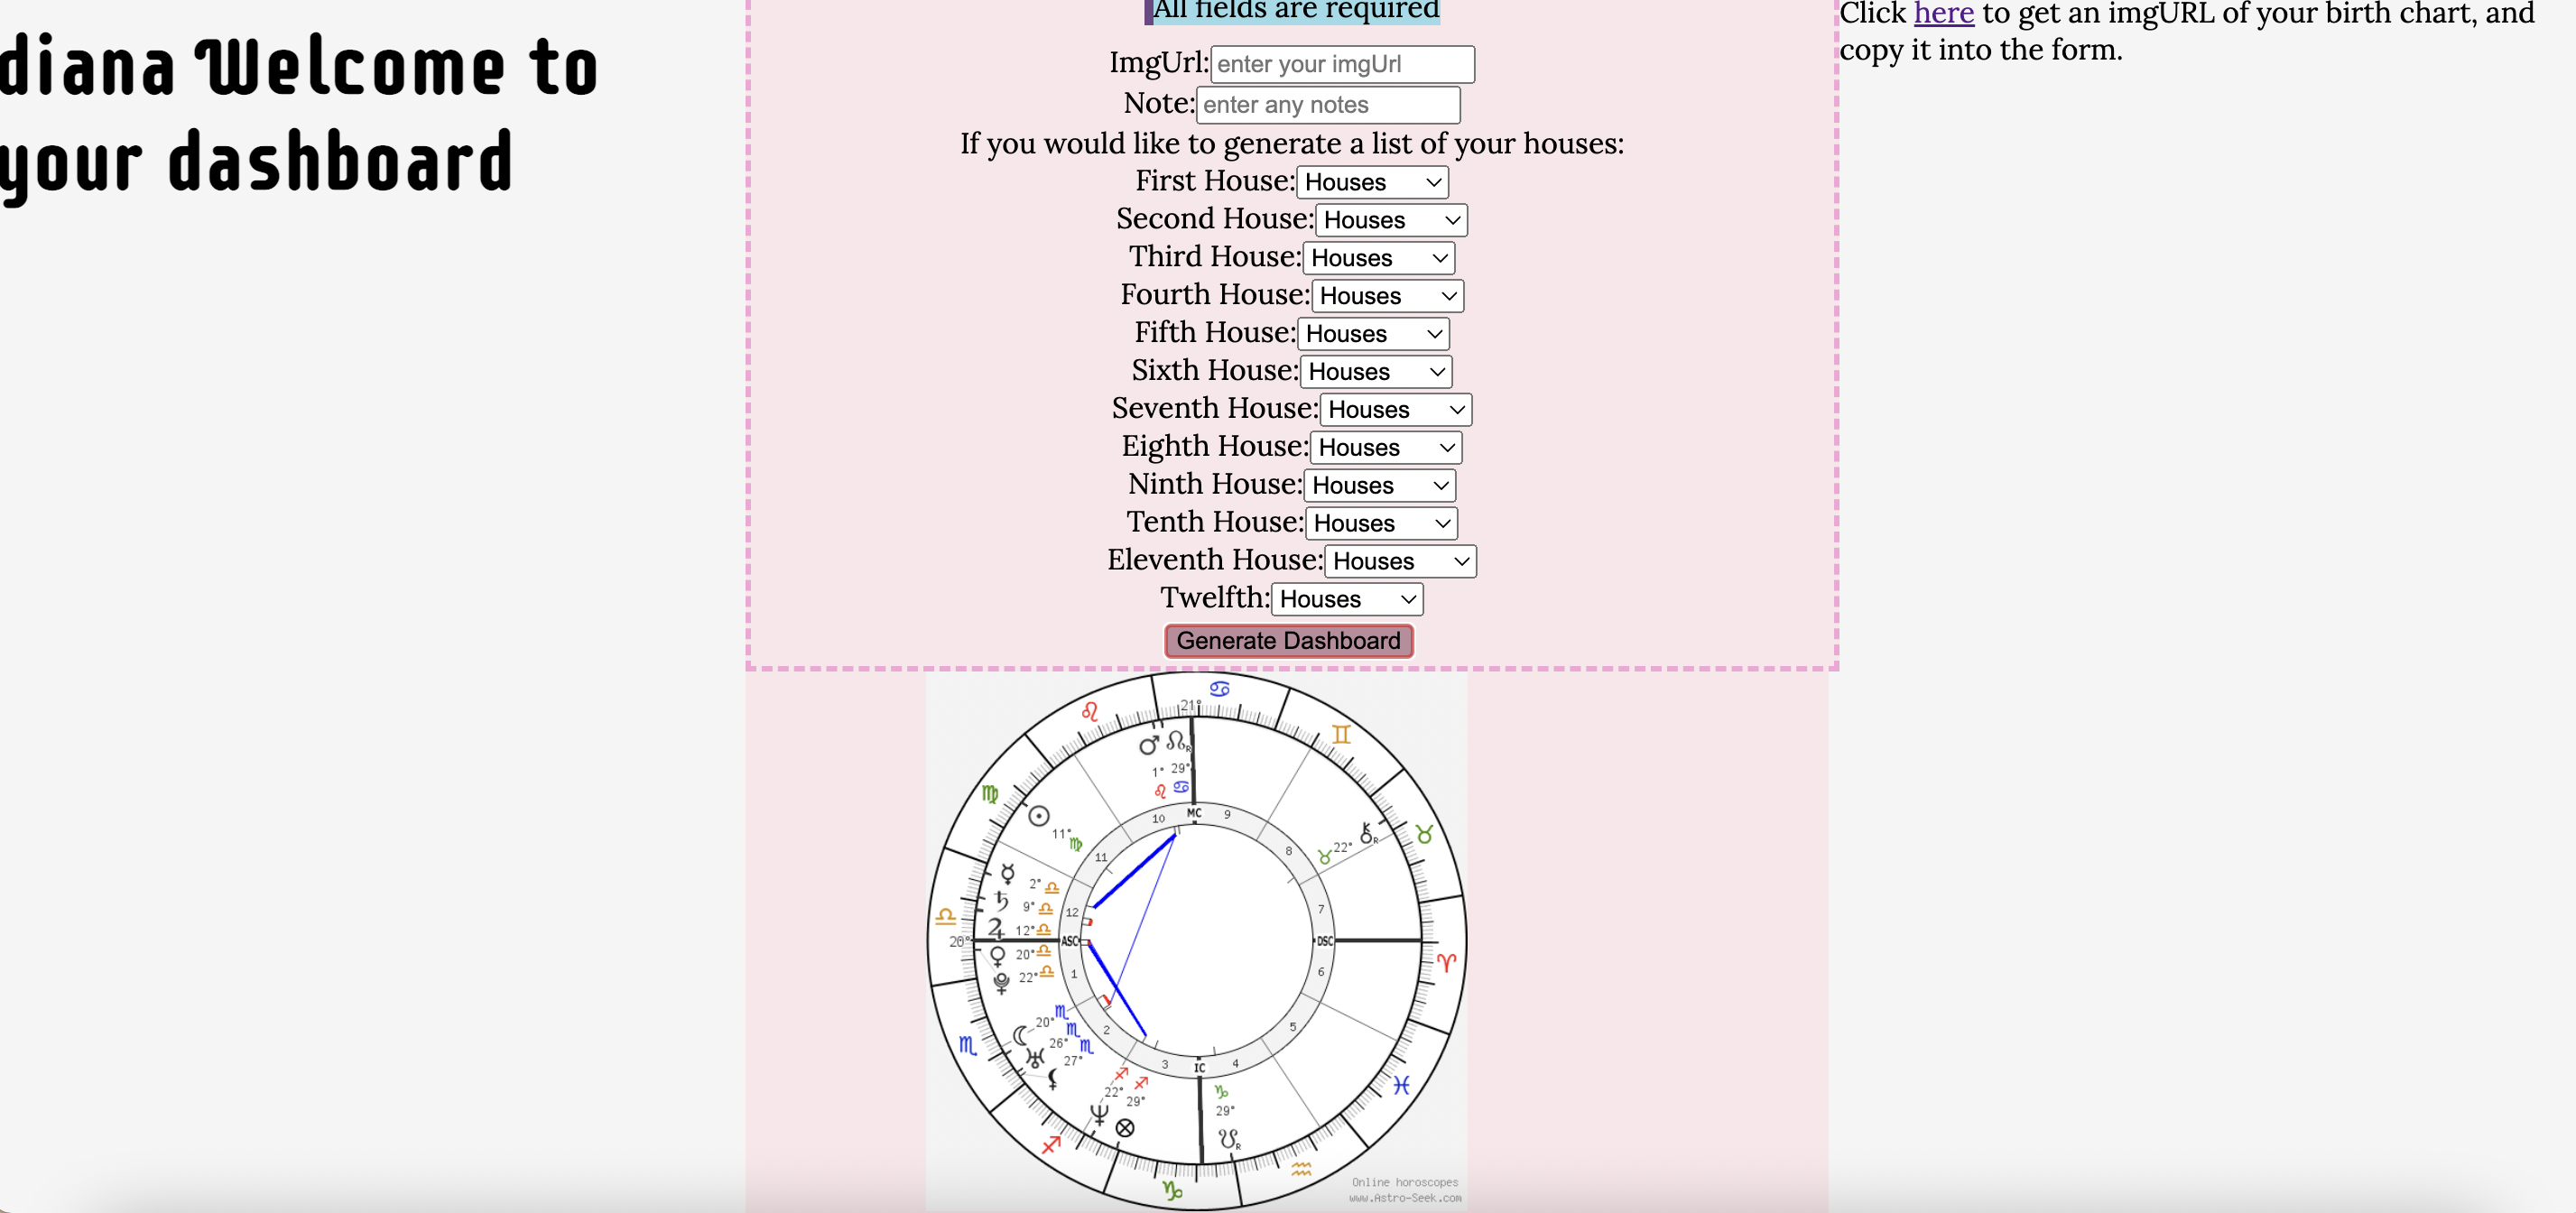 diana Welcome to
your dashboard
All fields are required
ImgUrl: enter your imgUrl
Note: enter any notes
If you would like to generate a list of your houses:
First House: Houses
Second House: Houses
Third House: Houses
Fourth House: Houses
Fifth House: Houses
Sixth House: Houses
Seventh House: Houses
Eighth House: Houses
Ninth House: Houses
Tenth House: Houses
Eleventh House: Houses
Twelfth: Houses
Generate Dashboard
Click here to get an imgURL of your birth chart, and
copy it into the form.
♋
21°
♌
♊
♂ ☊R
1° 29°
♌ ♋
♍
☉
11° ♍
MC
10
9
11
8
♉ 22° ⚷R
♉
☿ 2° ♎
♄ 9° ♎
♃ 12° ♎
12
7
♎
20°
ASC
DSC
♀ 20° ♎
♇ 22° ♎
1
6
♈
☾ 20° ♏
♅ 26° ♏
⚸ 27° ♏
♏
2
5
3
IC
4
♐ ♐
22° 29°
♆ ⊗
♑
29°
☋R
♓
♐
♒
♑
Online horoscopes
www.Astro-Seek.com